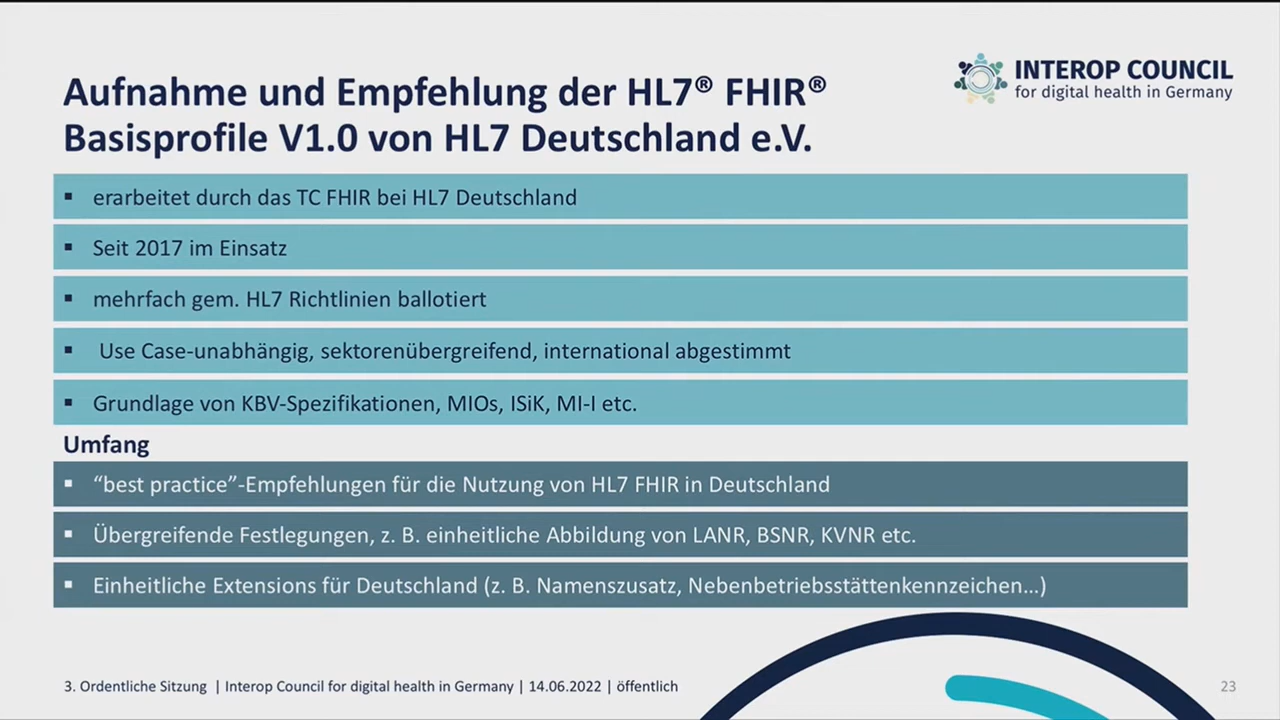 Aufnahme und Empfehlung der HL7® FHIR®
Basisprofile V1.0 von HL7 Deutschland e.V.
INTEROP COUNCIL
for digital health in Germany
▪ erarbeitet durch das TC FHIR bei HL7 Deutschland
▪ Seit 2017 im Einsatz
▪ mehrfach gem. HL7 Richtlinien ballotiert
▪ Use Case-unabhängig, sektorenübergreifend, international abgestimmt
▪ Grundlage von KBV-Spezifikationen, MIOs, ISiK, MI-I etc.
Umfang
▪ “best practice”-Empfehlungen für die Nutzung von HL7 FHIR in Deutschland
▪ Übergreifende Festlegungen, z. B. einheitliche Abbildung von LANR, BSNR, KVNR etc.
▪ Einheitliche Extensions für Deutschland (z. B. Namenszusatz, Nebenbetriebsstättenkennzeichen…)
3. Ordentliche Sitzung | Interop Council for digital health in Germany | 14.06.2022 | öffentlich
23